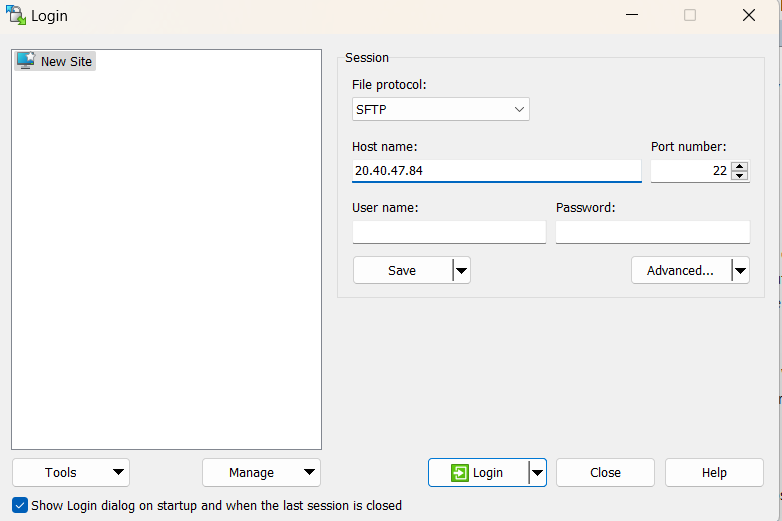 Login
New Site
Session
File protocol:
SFTP
Host name:
Port number:
20.40.47.84
22
User name:
Password:
Save
Advanced...
Tools
Manage
Login
Close
Help
Show Login dialog on startup and when the last session is closed